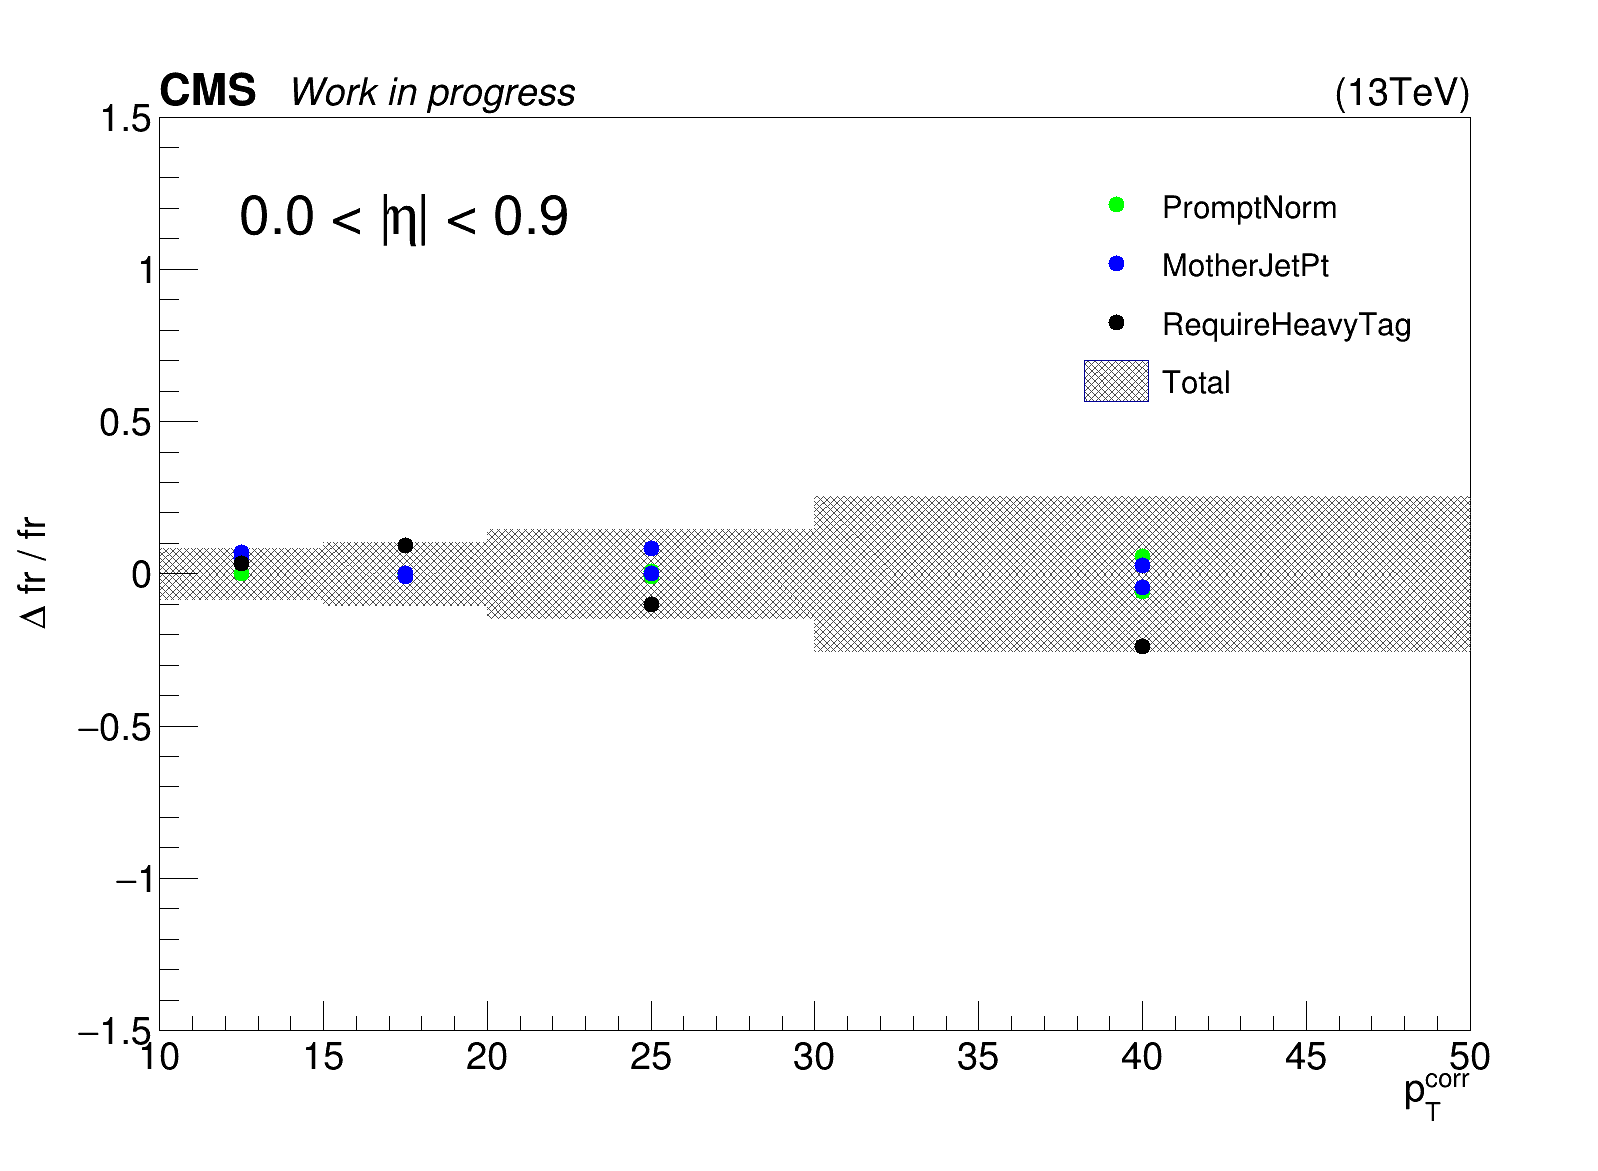 CMS Work in progress (13TeV)
0.0 < |η| < 0.9
PromptNorm
MotherJetPt
RequireHeavyTag
Total
Δ fr / fr
1.5
1
0.5
0
−0.5
−1
−1.5
10 15 20 25 30 35 40 45 50
p_T^corr